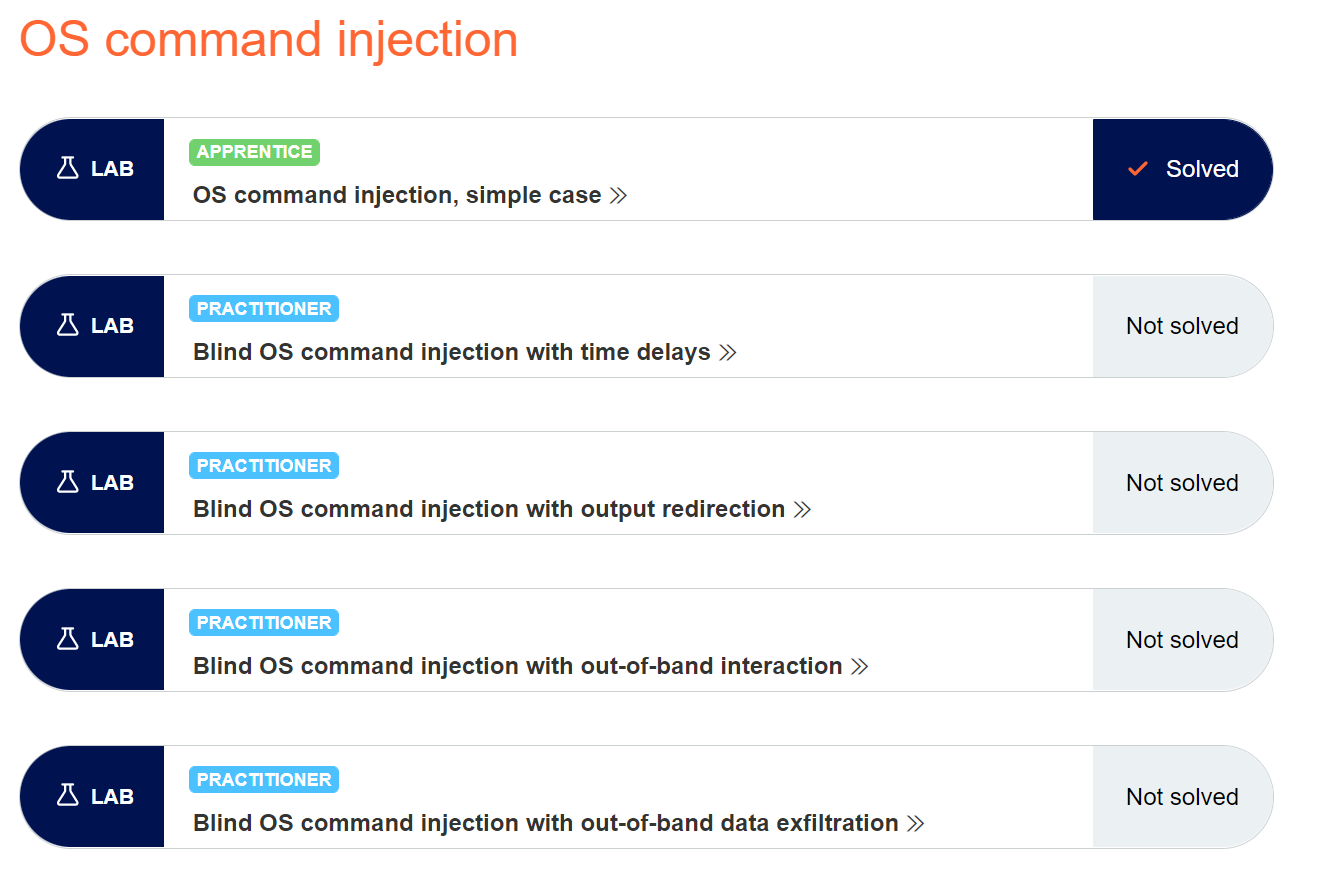 OS command injection
LAB
APPRENTICE
OS command injection, simple case
Solved
LAB
PRACTITIONER
Blind OS command injection with time delays
Not solved
LAB
PRACTITIONER
Blind OS command injection with output redirection
Not solved
LAB
PRACTITIONER
Blind OS command injection with out-of-band interaction
Not solved
LAB
PRACTITIONER
Blind OS command injection with out-of-band data exfiltration
Not solved